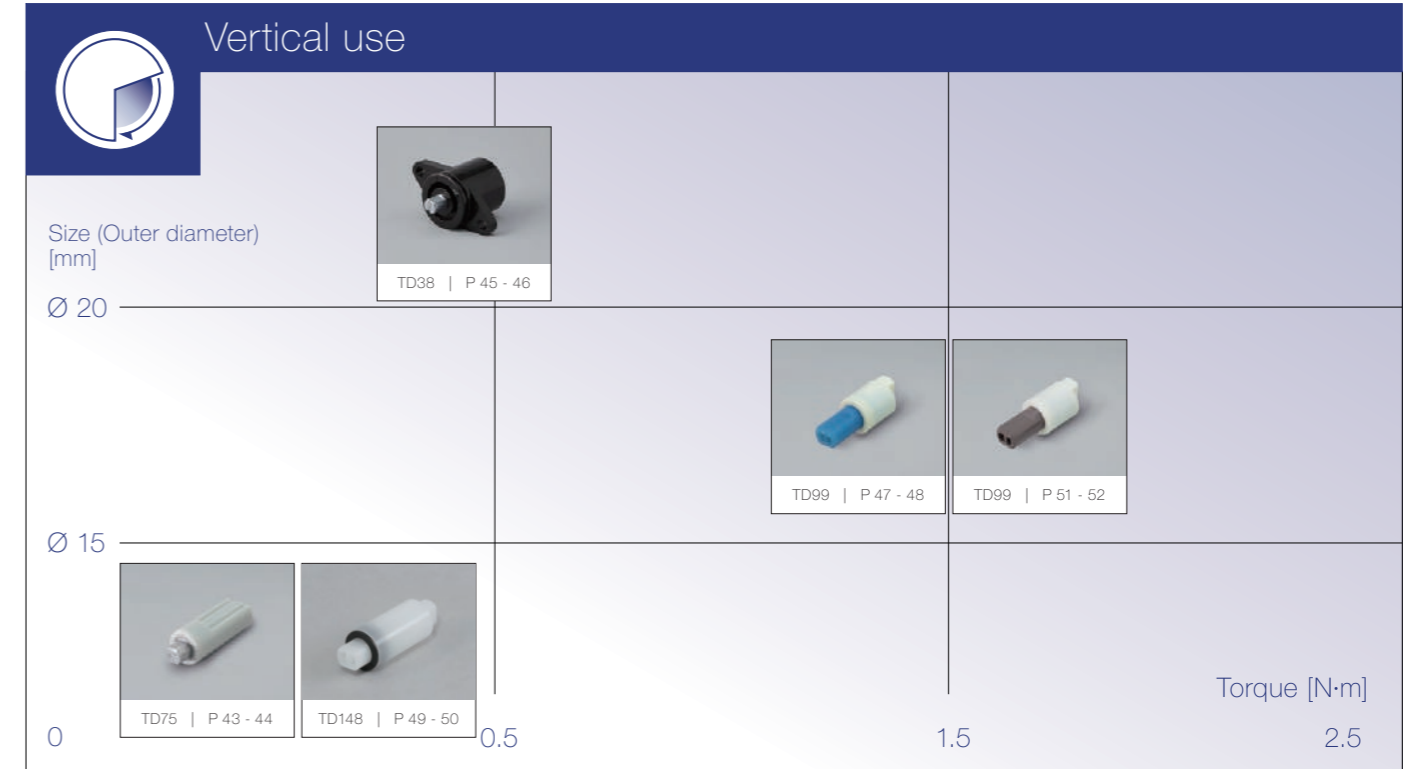 Vertical use
Size (Outer diameter)
[mm]
TD38 | P 45 - 46
Ø 20
TD99 | P 47 - 48
TD99 | P 51 - 52
Ø 15
TD75 | P 43 - 44
TD148 | P 49 - 50
Torque [N·m]
0
0.5
1.5
2.5